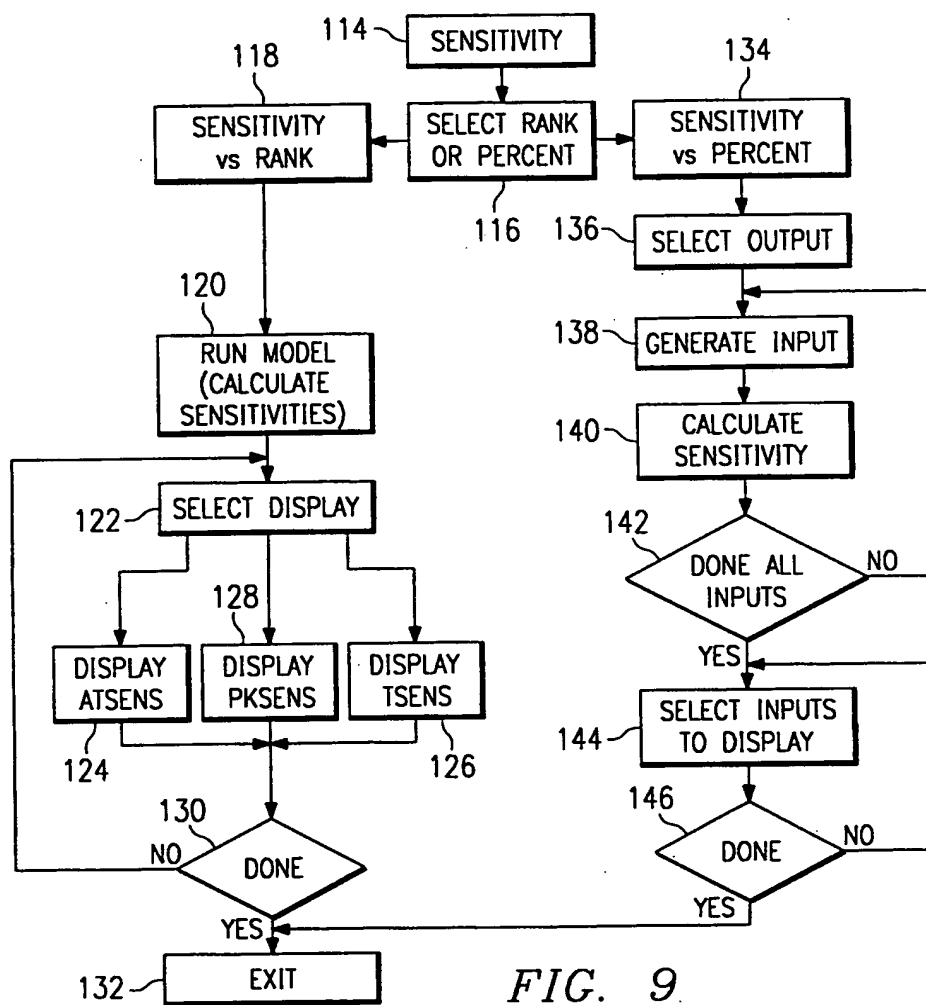 114
SENSITIVITY
118
SENSITIVITY
vs RANK
SELECT RANK
OR PERCENT
116
134
SENSITIVITY
vs PERCENT
136
SELECT OUTPUT
120
RUN MODEL
(CALCULATE
SENSITIVITIES)
138
GENERATE INPUT
140
CALCULATE
SENSITIVITY
122
SELECT DISPLAY
142
DONE ALL
INPUTS
NO
YES
128
DISPLAY
ATSENS
DISPLAY
PKSENS
DISPLAY
TSENS
124
126
144
SELECT INPUTS
TO DISPLAY
130
DONE
NO
YES
146
DONE
NO
YES
132
EXIT
FIG. 9